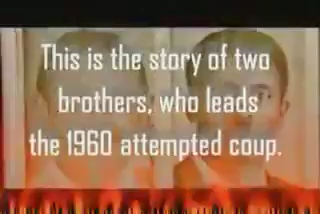 This is the story of two
brothers, who leads
the 1960 attempted coup.